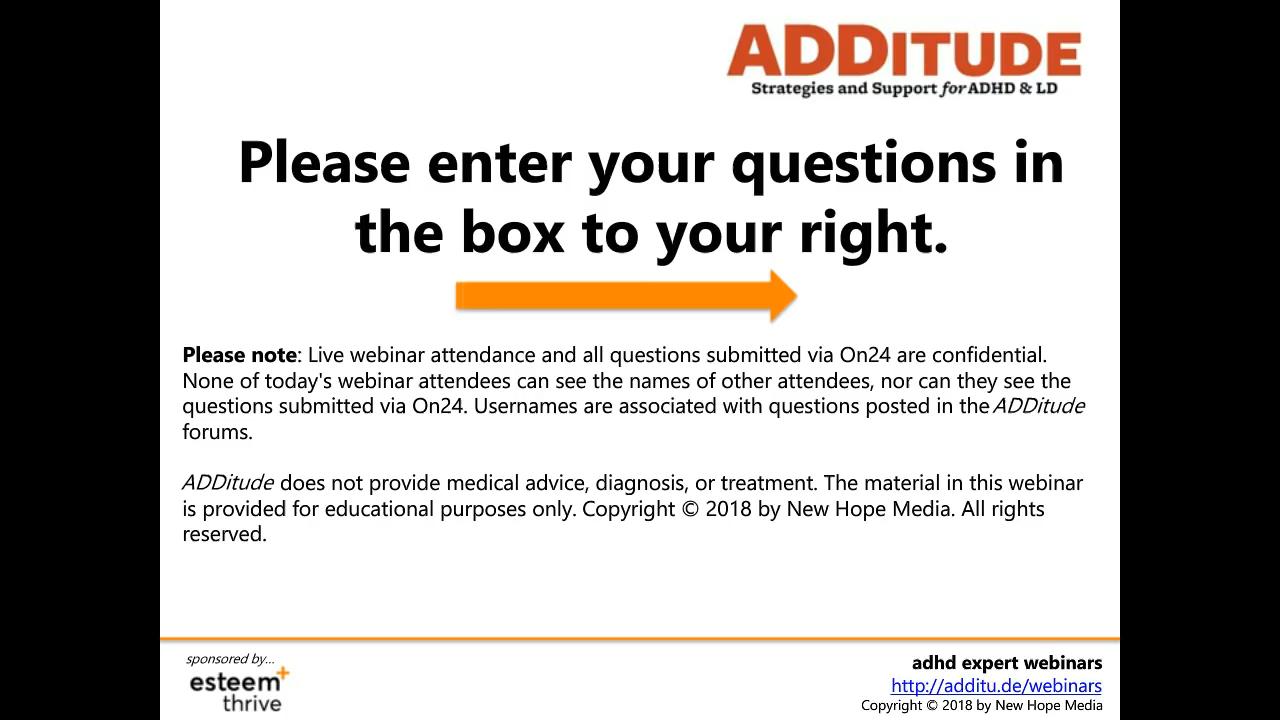 ADDITUDE
Strategies and Support for ADHD & LD
Please enter your questions in
the box to your right.
Please note: Live webinar attendance and all questions submitted via On24 are confidential.
None of today's webinar attendees can see the names of other attendees, nor can they see the
questions submitted via On24. Usernames are associated with questions posted in the ADDitude
forums.
ADDitude does not provide medical advice, diagnosis, or treatment. The material in this webinar
is provided for educational purposes only. Copyright © 2018 by New Hope Media. All rights
reserved.
sponsored by...
esteem+
thrive
adhd expert webinars
http://additu.de/webinars
Copyright © 2018 by New Hope Media